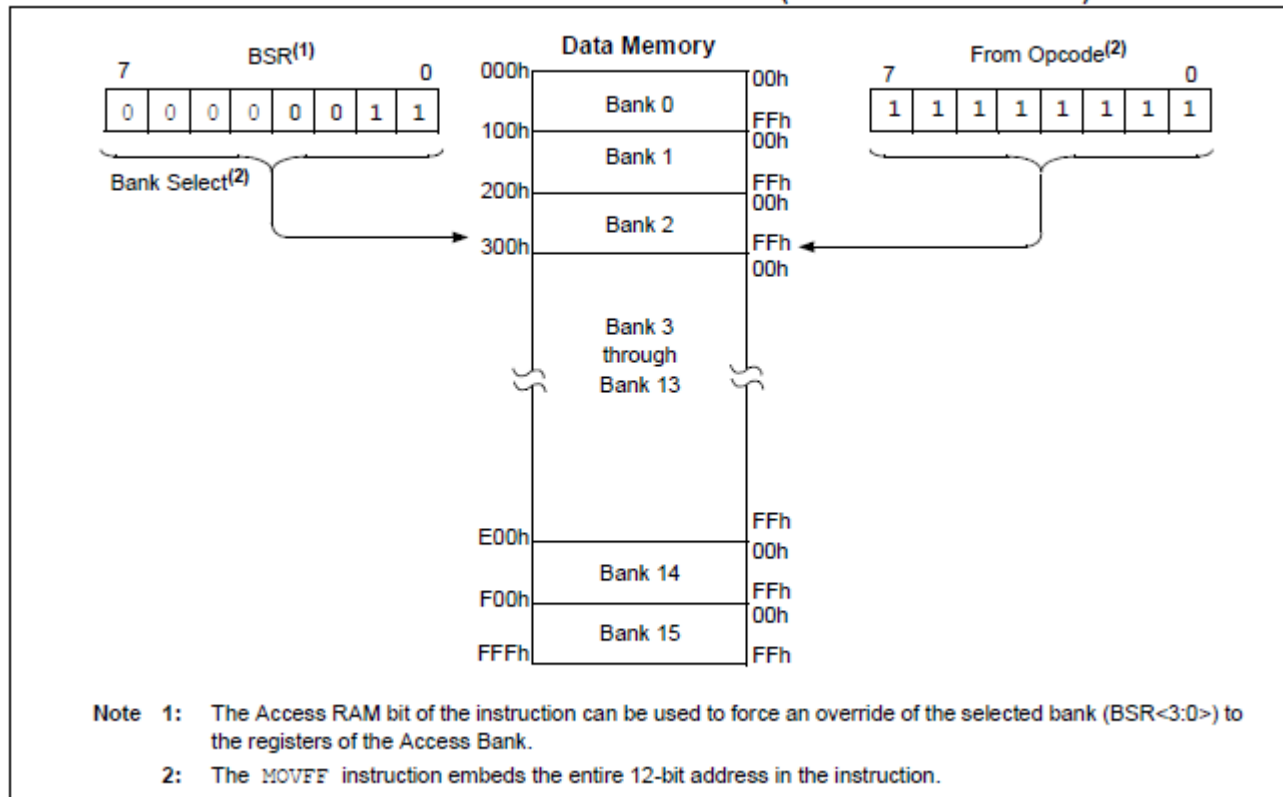 Data Memory
BSR(1)
7 0
0 0 0 0 0 0 1 1
Bank Select(2)
From Opcode(2)
7 0
1 1 1 1 1 1 1 1
000h Bank 0 00h
FFh
100h Bank 1 00h
FFh
200h Bank 2 00h
FFh
300h 00h
Bank 3
through
Bank 13
FFh
E00h Bank 14 00h
FFh
F00h Bank 15 00h
FFFh FFh
Note 1: The Access RAM bit of the instruction can be used to force an override of the selected bank (BSR<3:0>) to
the registers of the Access Bank.
2: The MOVFF instruction embeds the entire 12-bit address in the instruction.